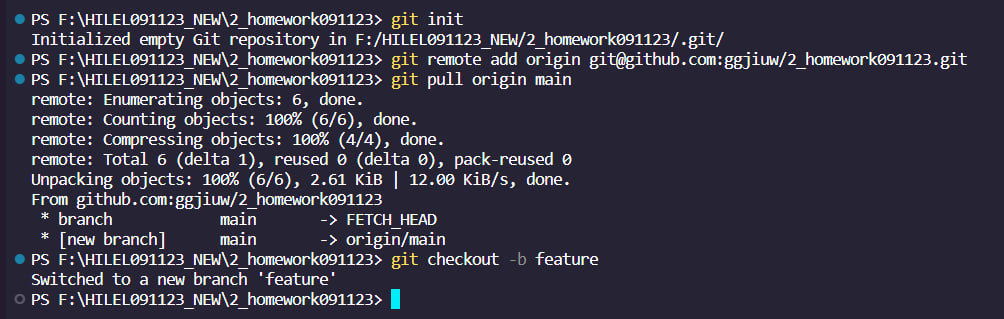 PS F:\HILEL091123_NEW\2_homework091123> git init
Initialized empty Git repository in F:/HILEL091123_NEW/2_homework091123/.git/
PS F:\HILEL091123_NEW\2_homework091123> git remote add origin git@github.com:ggjiuw/2_homework091123.git
PS F:\HILEL091123_NEW\2_homework091123> git pull origin main
remote: Enumerating objects: 6, done.
remote: Counting objects: 100% (6/6), done.
remote: Compressing objects: 100% (4/4), done.
remote: Total 6 (delta 1), reused 0 (delta 0), pack-reused 0
Unpacking objects: 100% (6/6), 2.61 KiB | 12.00 KiB/s, done.
From github.com:ggjiuw/2_homework091123
 * branch            main       -> FETCH_HEAD
 * [new branch]      main       -> origin/main
PS F:\HILEL091123_NEW\2_homework091123> git checkout -b feature
Switched to a new branch 'feature'
PS F:\HILEL091123_NEW\2_homework091123>